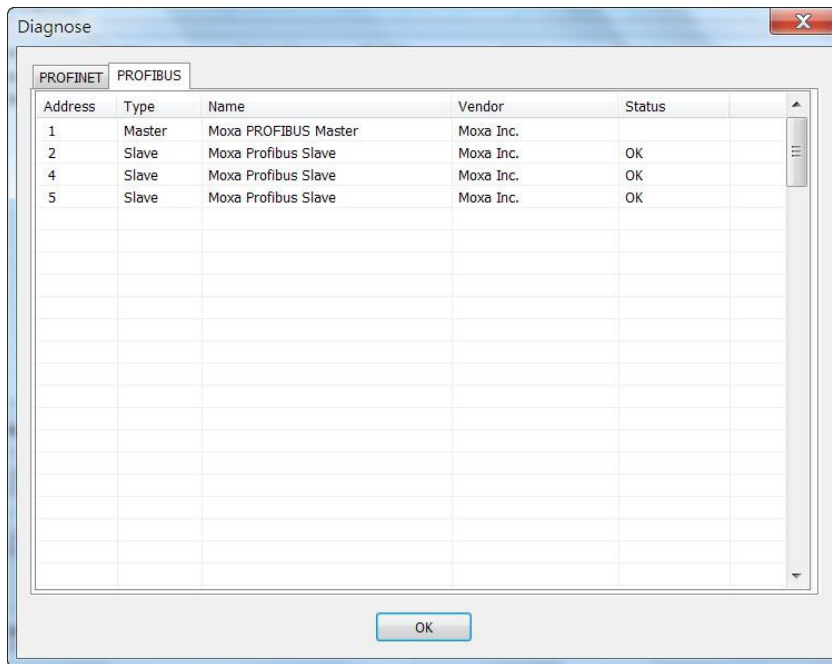 Diagnose
PROFINET PROFIBUS
Address Type Name Vendor Status
1 Master Moxa PROFIBUS Master Moxa Inc.
2 Slave Moxa Profibus Slave Moxa Inc. OK
4 Slave Moxa Profibus Slave Moxa Inc. OK
5 Slave Moxa Profibus Slave Moxa Inc. OK
OK